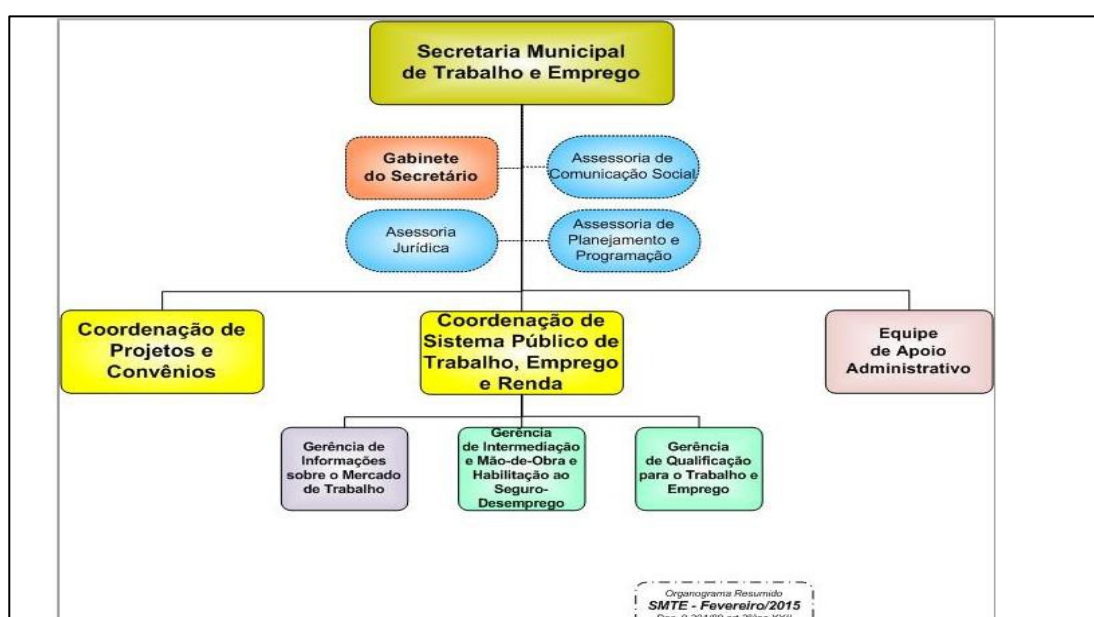 Secretaria Municipal
de Trabalho e Emprego
Gabinete
do Secretário
Assessoria de
Comunicação Social
Asessoria
Jurídica
Assessoria de
Planejamento e
Programação
Coordenação de
Projetos e
Convênios
Coordenação de
Sistema Público de
Trabalho, Emprego
e Renda
Equipe
de Apoio
Administrativo
Gerência de
Informações
sobre o Mercado
de Trabalho
Gerência
de Intermediação
e Mão-de-Obra e
Habilitação ao
Seguro-
Desemprego
Gerência
de Qualificação
para o Trabalho e
Emprego
Organograma Resumido
SMTE - Fevereiro/2015